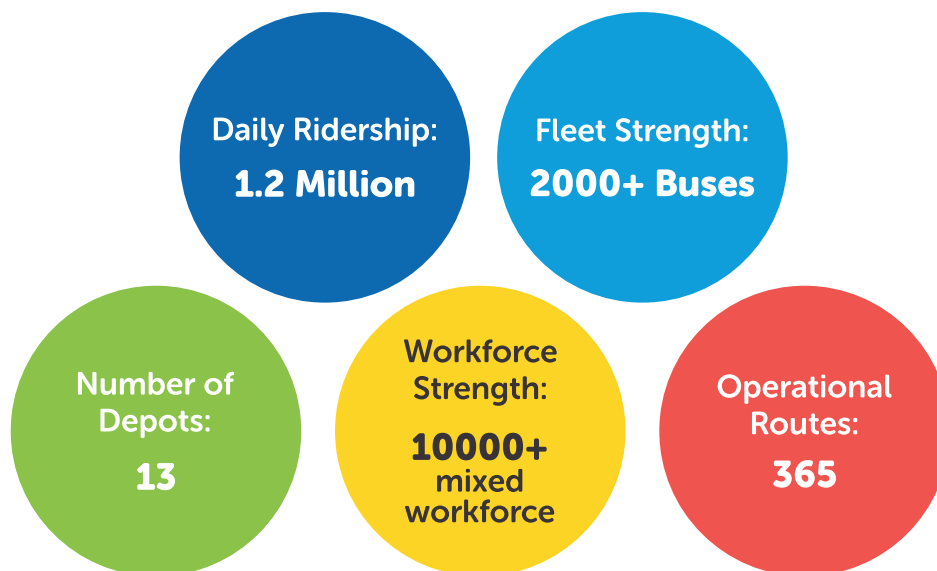 Daily Ridership:
1.2 Million
Fleet Strength:
2000+ Buses
Number of
Depots:
13
Workforce
Strength:
10000+
mixed
workforce
Operational
Routes:
365